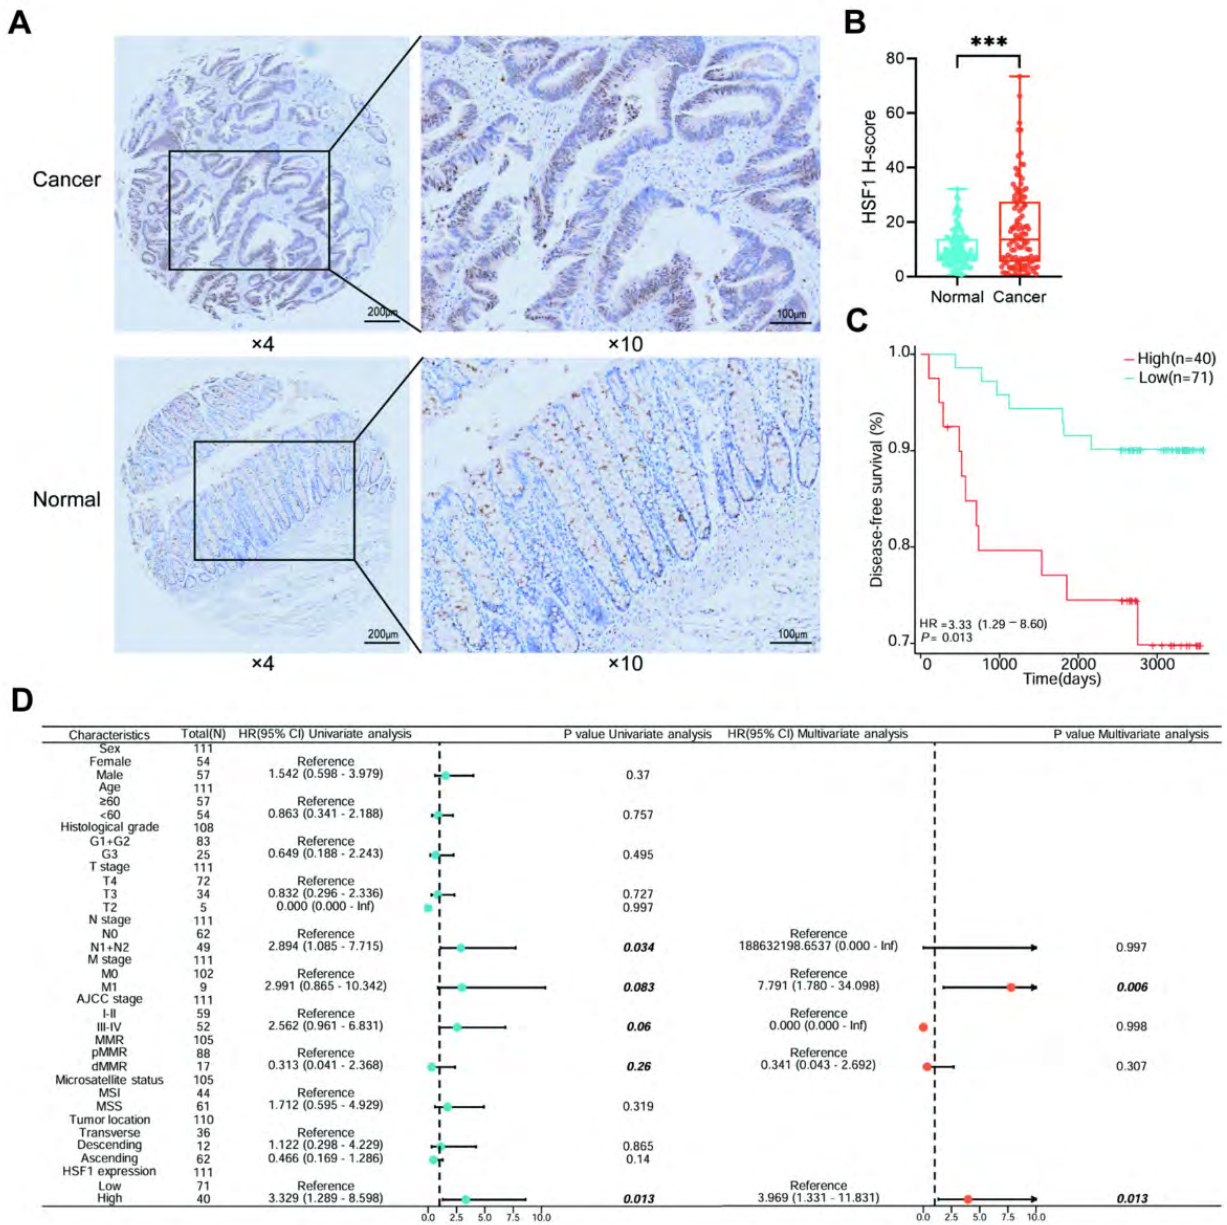 A
Cancer
200μm
100μm
×4
×10
Normal
200μm
100μm
×4
×10
B
***
HSF1 H-score
80
60
40
20
0
Normal Cancer
C
Disease-free survival (%)
1.0
0.9
0.8
0.7
High(n=40)
Low(n=71)
HR =3.33 (1.29 – 8.60)
P= 0.013
0 1000 2000 3000
Time(days)
D
Characteristics Total(N) HR(95% CI) Univariate analysis P value Univariate analysis HR(95% CI) Multivariate analysis P value Multivariate analysis
Sex 111
Female 54 Reference
Male 57 1.542 (0.598 - 3.979) 0.37
Age 111
≥60 57 Reference
<60 54 0.863 (0.341 - 2.188) 0.757
Histological grade 108
G1+G2 83 Reference
G3 25 0.649 (0.188 - 2.243) 0.495
T stage 111
T4 72 Reference
T3 34 0.832 (0.296 - 2.336) 0.727
T2 5 0.000 (0.000 - Inf) 0.997
N stage 111
N0 62 Reference Reference
N1+N2 49 2.894 (1.085 - 7.715) 0.034 188632198.6537 (0.000 - Inf) 0.997
M stage 111
M0 102 Reference Reference
M1 9 2.991 (0.865 - 10.342) 0.083 7.791 (1.780 - 34.098) 0.006
AJCC stage 111
I-II 59 Reference Reference
III-IV 52 2.562 (0.961 - 6.831) 0.06 0.000 (0.000 - Inf) 0.998
MMR 105
pMMR 88 Reference Reference
dMMR 17 0.313 (0.041 - 2.368) 0.26 0.341 (0.043 - 2.692) 0.307
Microsatellite status 105
MSI 44 Reference
MSS 61 1.712 (0.595 - 4.929) 0.319
Tumor location 110
Transverse 36 Reference
Descending 12 1.122 (0.298 - 4.229) 0.865
Ascending 62 0.466 (0.169 - 1.286) 0.14
HSF1 expression 111
Low 71 Reference Reference
High 40 3.329 (1.289 - 8.598) 0.013 3.969 (1.331 - 11.831) 0.013
0.0 2.5 5.0 7.5 10.0 0.0 2.5 5.0 7.5 10.0